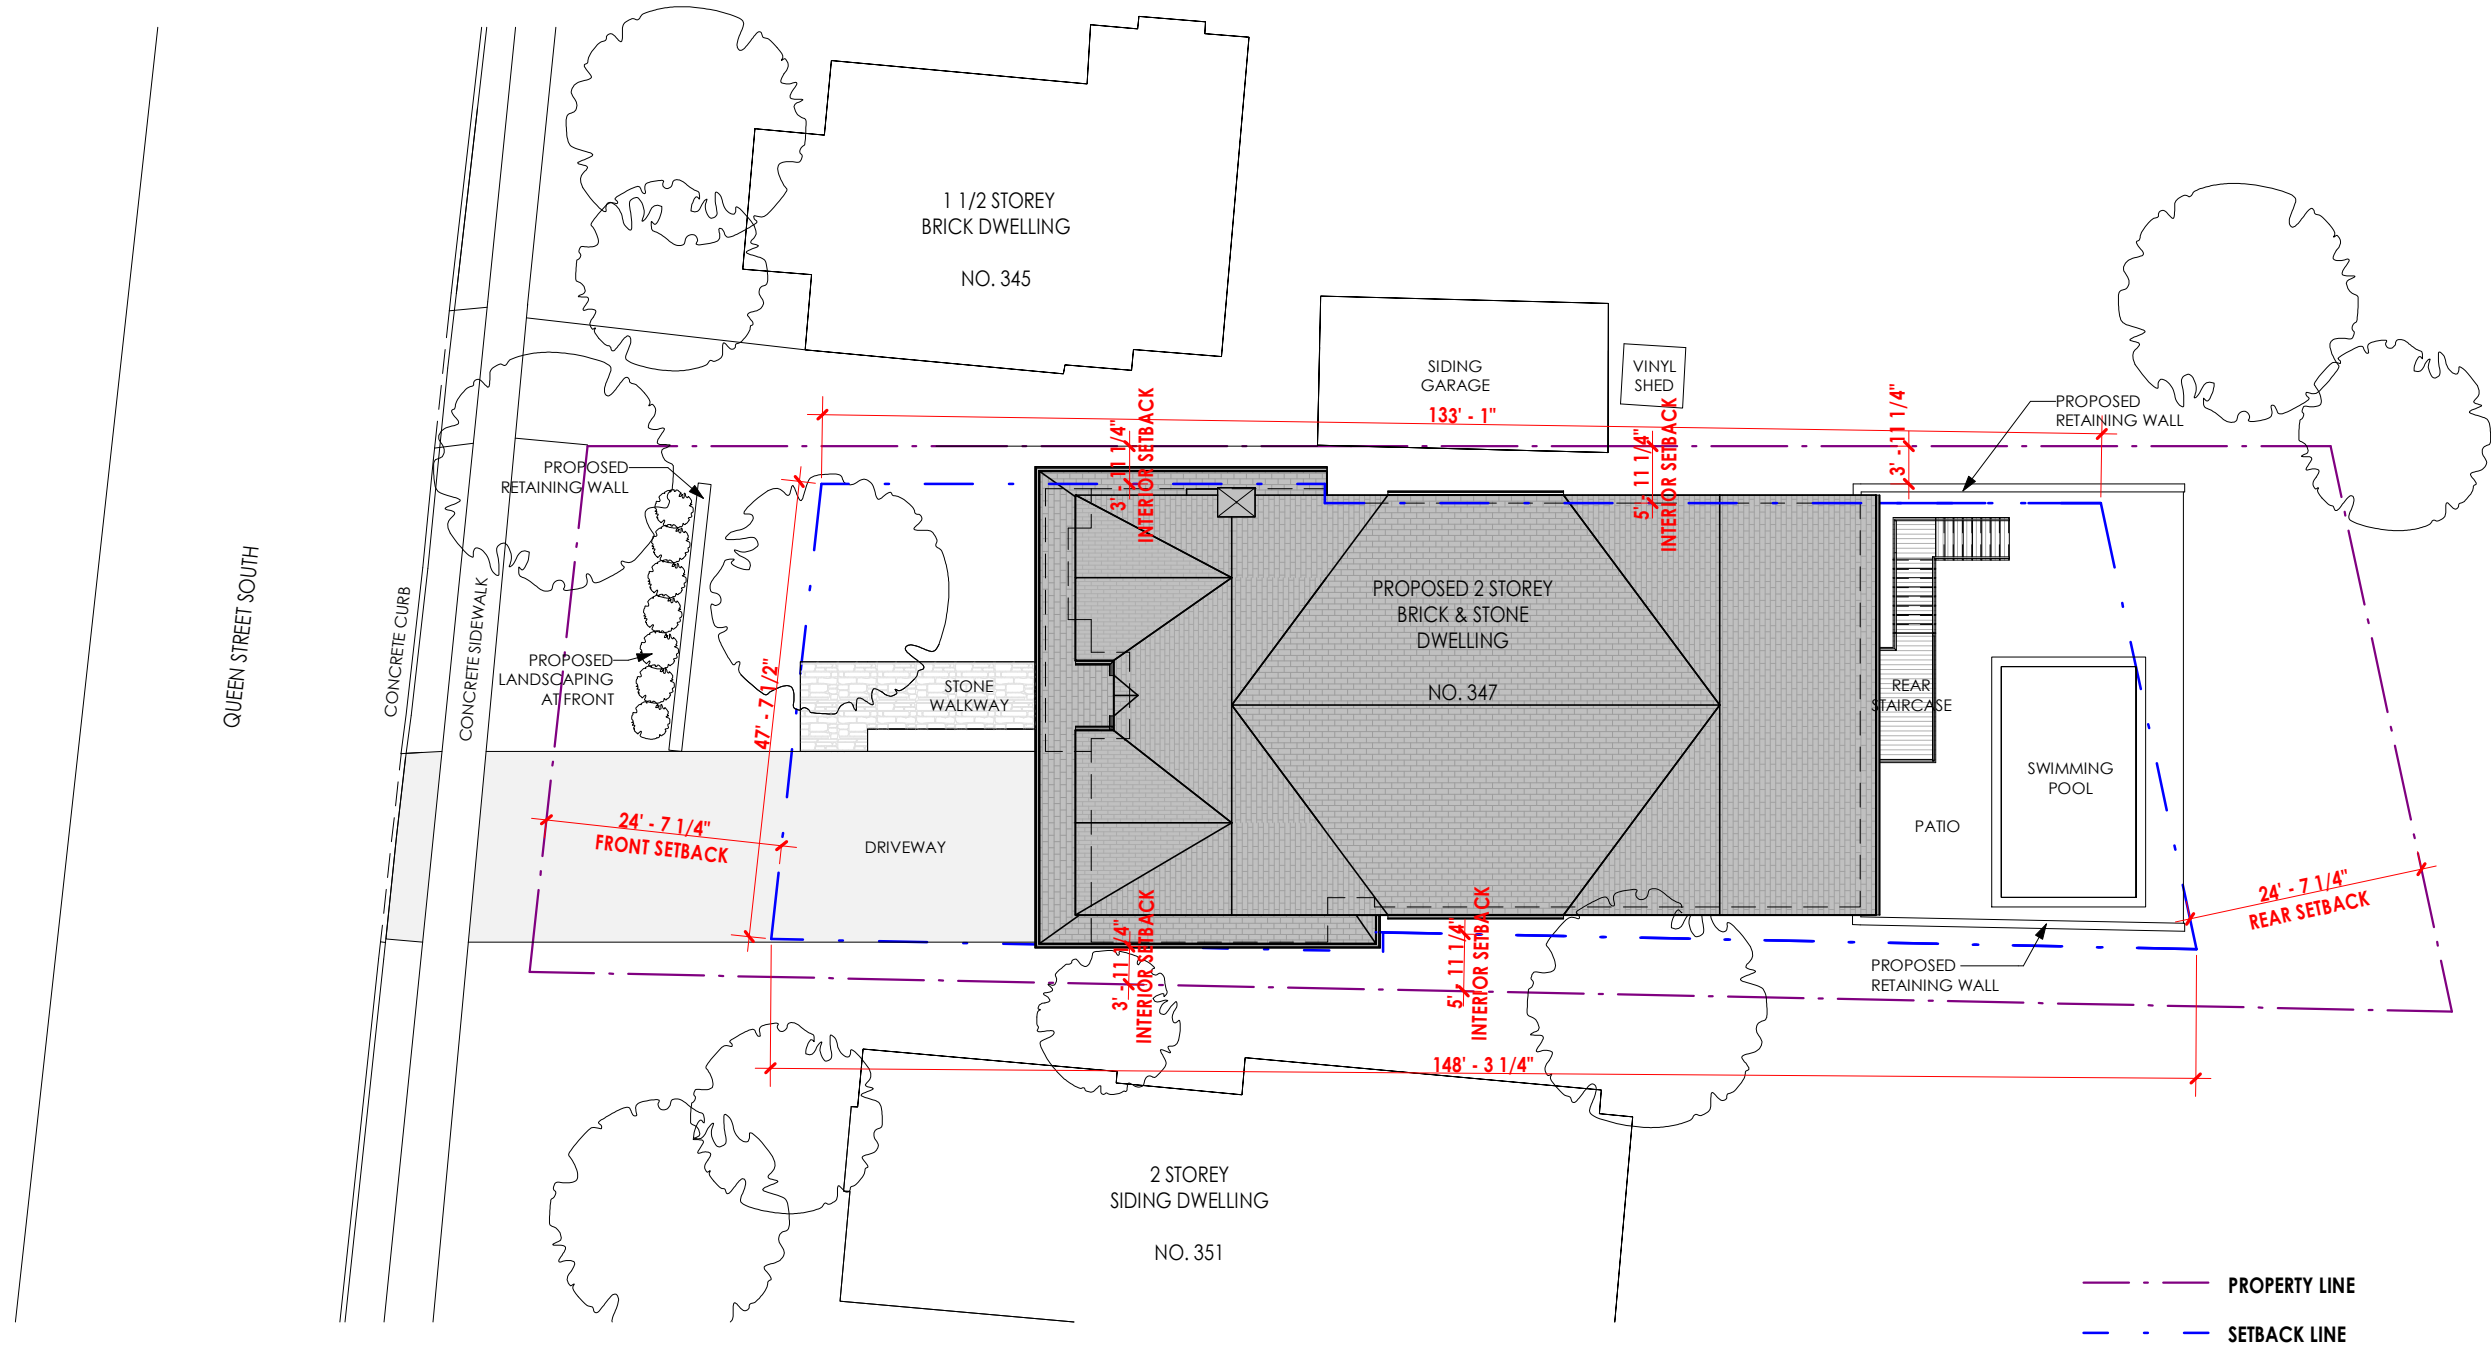 1 1/2 STOREY
BRICK DWELLING
NO. 345
SIDING
GARAGE
VINYL
SHED
133' - 1"
3' - 11 1/4"
INTERIOR SETBACK
5' - 11 1/4"
INTERIOR SETBACK
3' - 11 1/4"
PROPOSED
RETAINING WALL
PROPOSED
RETAINING WALL
QUEEN STREET SOUTH
CONCRETE CURB
CONCRETE SIDEWALK
PROPOSED
LANDSCAPING
AT FRONT
47' - 7 1/2"
STONE
WALKWAY
PROPOSED 2 STOREY
BRICK & STONE
DWELLING
NO. 347
REAR
STAIRCASE
SWIMMING
POOL
PATIO
24' - 7 1/4"
FRONT SETBACK
DRIVEWAY
24' - 7 1/4"
REAR SETBACK
3' - 11 1/4"
INTERIOR SETBACK
5' - 11 1/4"
INTERIOR SETBACK
PROPOSED
RETAINING WALL
148' - 3 1/4"
2 STOREY
SIDING DWELLING
NO. 351
PROPERTY LINE
SETBACK LINE